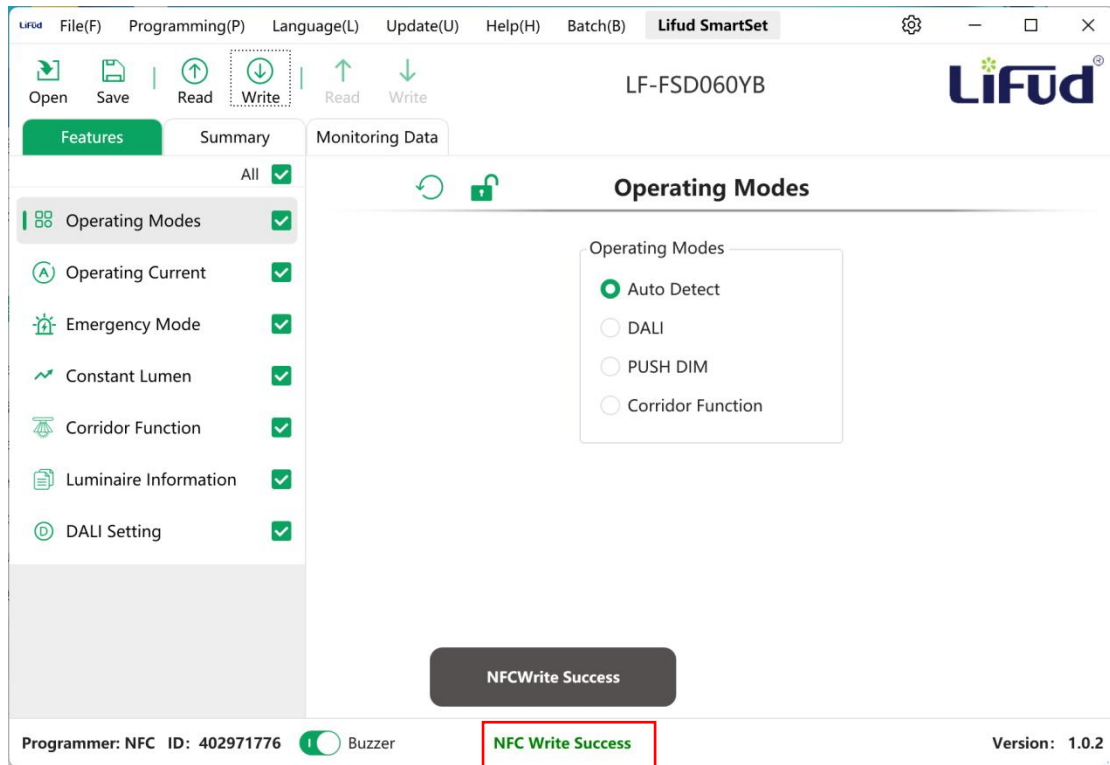 LiFUd File(F) Programming(P) Language(L) Update(U) Help(H) Batch(B) Lifud SmartSet
Open Save Read Write Read Write LF-FSD060YB LiFUd®
Features Summary Monitoring Data
All
Operating Modes
Operating Modes
Operating Modes
Operating Current
Auto Detect
Emergency Mode
DALI
Constant Lumen
PUSH DIM
Corridor Function
Corridor Function
Luminaire Information
DALI Setting
NFCWrite Success
Programmer: NFC ID: 402971776 Buzzer NFC Write Success Version: 1.0.2